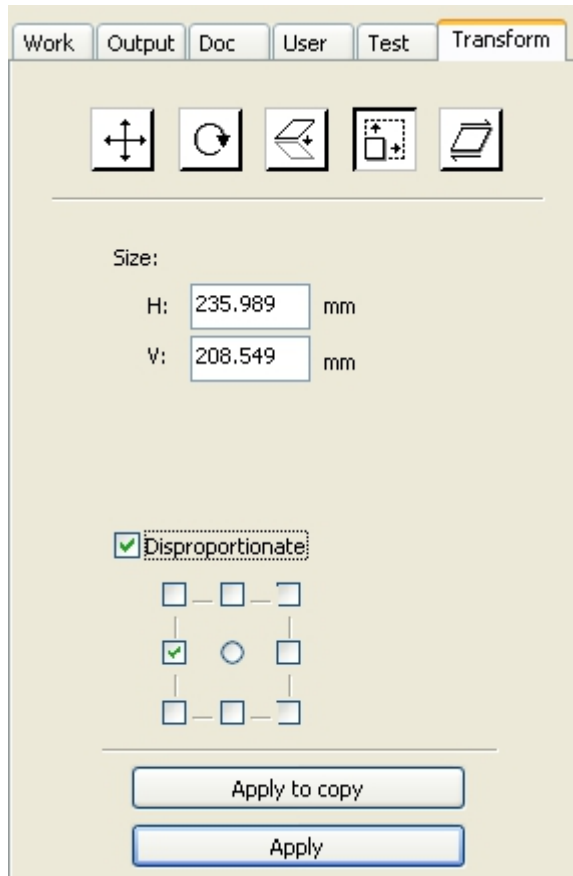 Work Output Doc User Test Transform
Size:
H: 235.989 mm
V: 208.549 mm
Disproportionate
Apply to copy
Apply